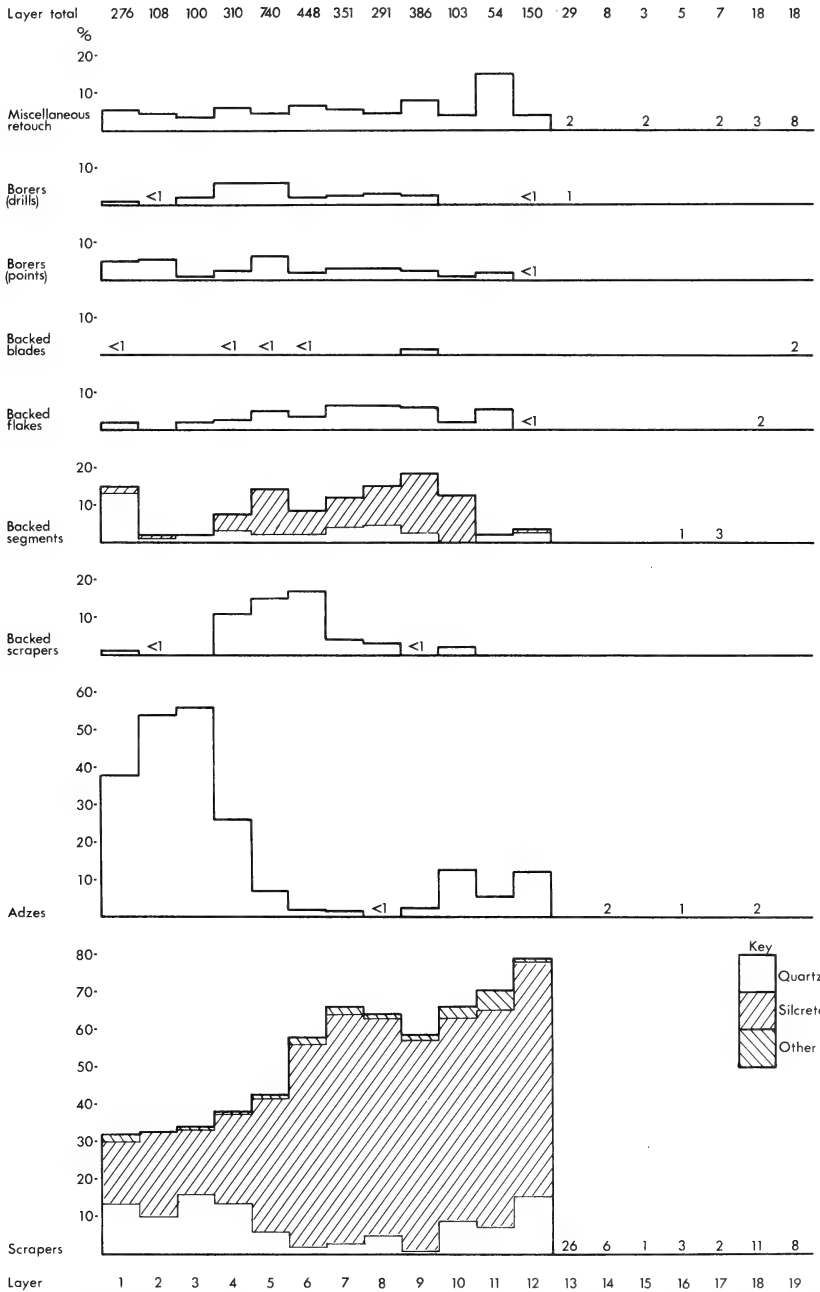 Layer total 276 108 100 310 740 448 351 291 386 103 54 150 29 8 3 5 7 18 18
%
20-
10-
Miscellaneous
retouch
2 2 2 3 8
10-
Borers
(drills)
<1 <1 1
10-
Borers
(points)
<1
10-
Backed
blades
<1 <1 <1 <1 2
10-
Backed
flakes
<1 2
20-
10-
Backed
segments
1 3
20-
10-
Backed
scrapers
<1 <1
60-
50-
40-
30-
20-
10-
Adzes
<1 2 1 2
80-
70-
60-
50-
40-
30-
20-
10-
Scrapers
26 6 1 3 2 11 8
Key
Quartz
Silcrete
Other
Layer 1 2 3 4 5 6 7 8 9 10 11 12 13 14 15 16 17 18 19